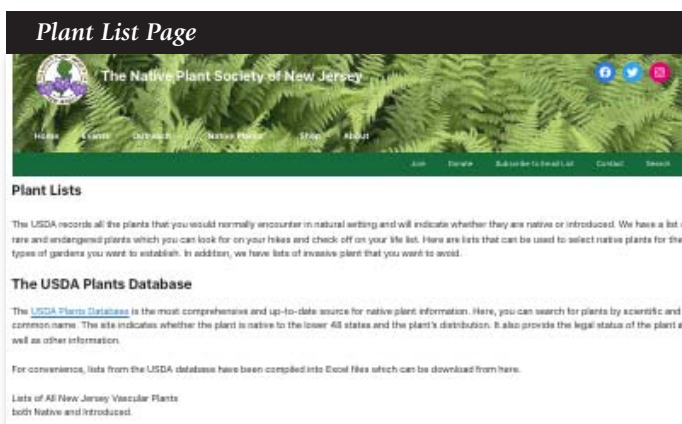 Plant List Page
The Native Plant Society of New Jersey
Home Events Outreach Native Plants Shop About
Join Donate Subscribe to Email List Contact Search
Plant Lists
The USDA records all the plants that you would normally encounter in natural setting and will indicate whether they are native or introduced. We have a list
rare and endangered plants which you can look for on your hikes and check off on your life list. Here are lists that can be used to select native plants for the
types of gardens you want to establish. In addition, we have lists of invasive plant that you want to avoid.
The USDA Plants Database
The USDA Plants Database is the most comprehensive and up-to-date source for native plant information. Here, you can search for plants by scientific and
common name. The site indicates whether the plant is native to the lower 48 states and the plant's distribution. It also provide the legal status of the plant
well as other information.
For convenience, lists from the USDA database have been compiled into Excel files which can be download from here.
Lists of All New Jersey Vascular Plants
both Native and Introduced.